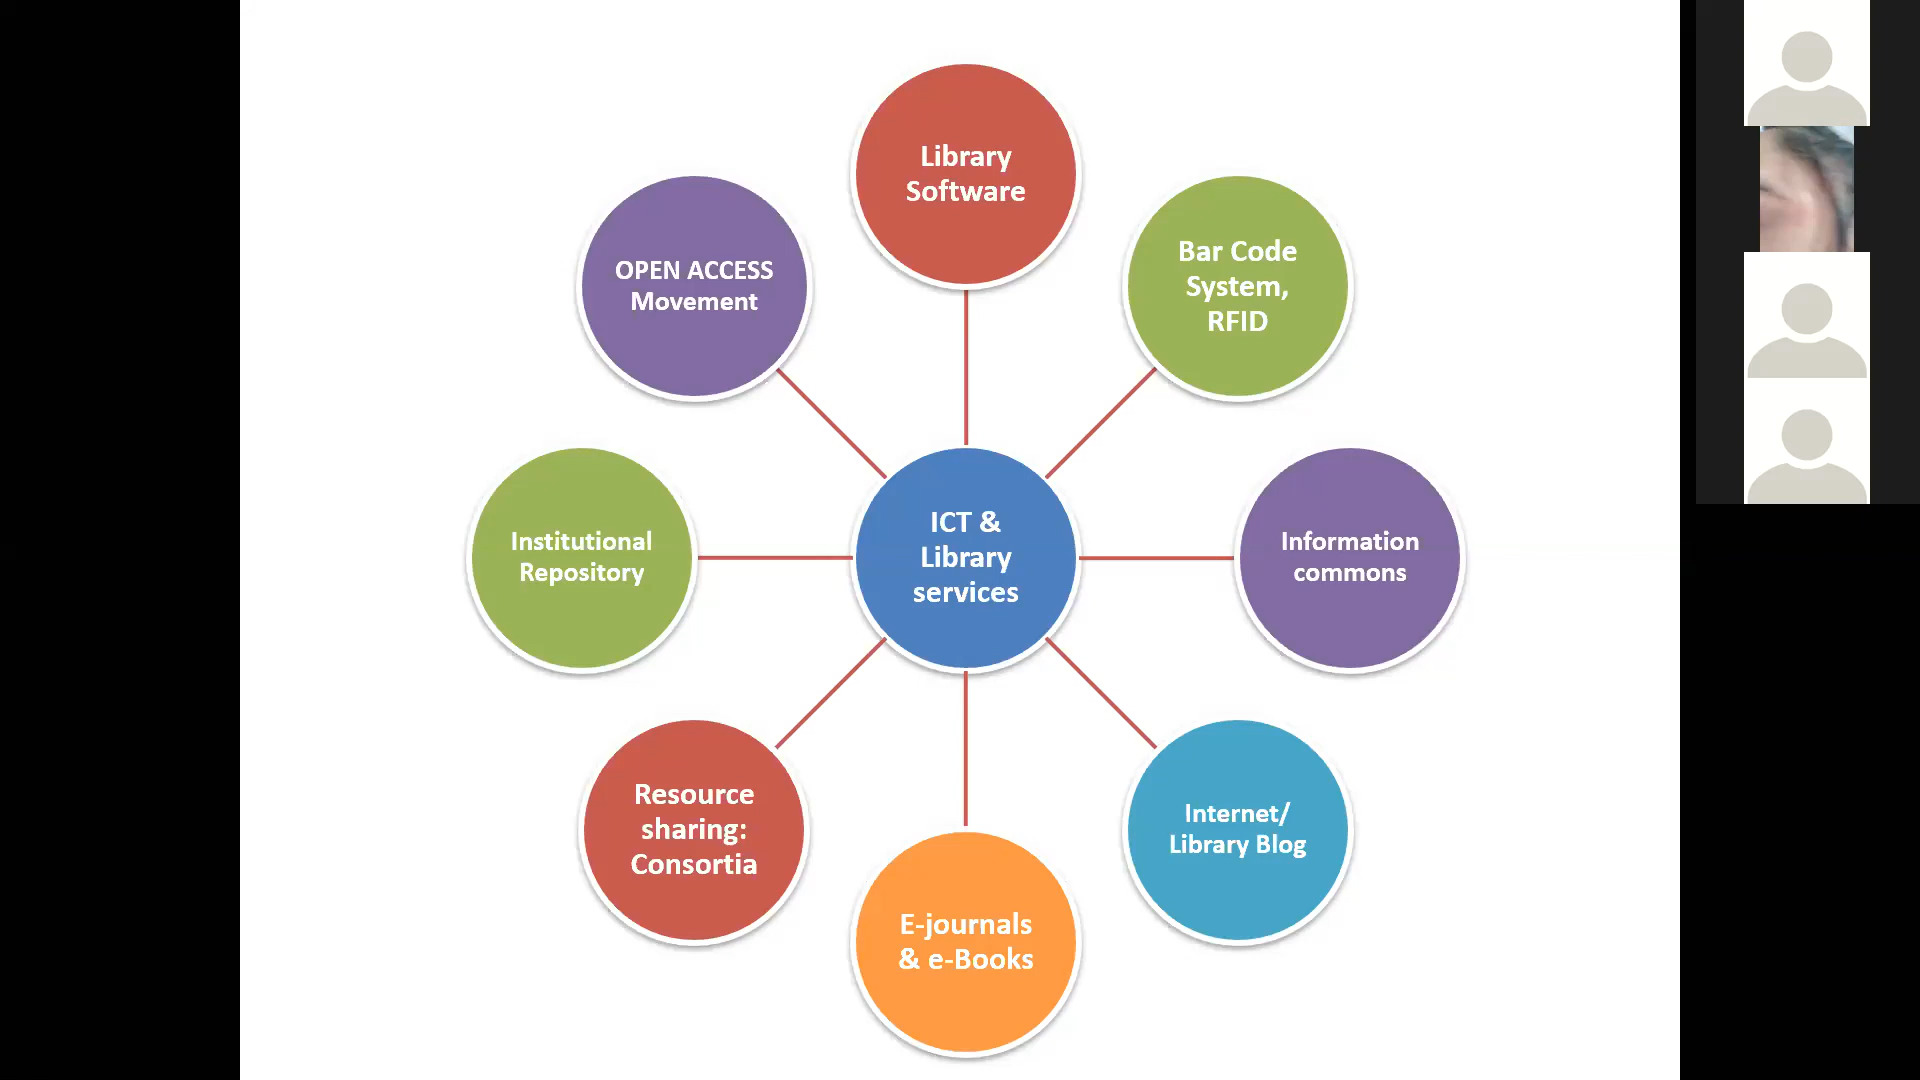 Library
Software
OPEN ACCESS
Movement
Bar Code
System,
RFID
Institutional
Repository
ICT &
Library
services
Information
commons
Resource
sharing:
Consortia
Internet/
Library Blog
E-journals
& e-Books